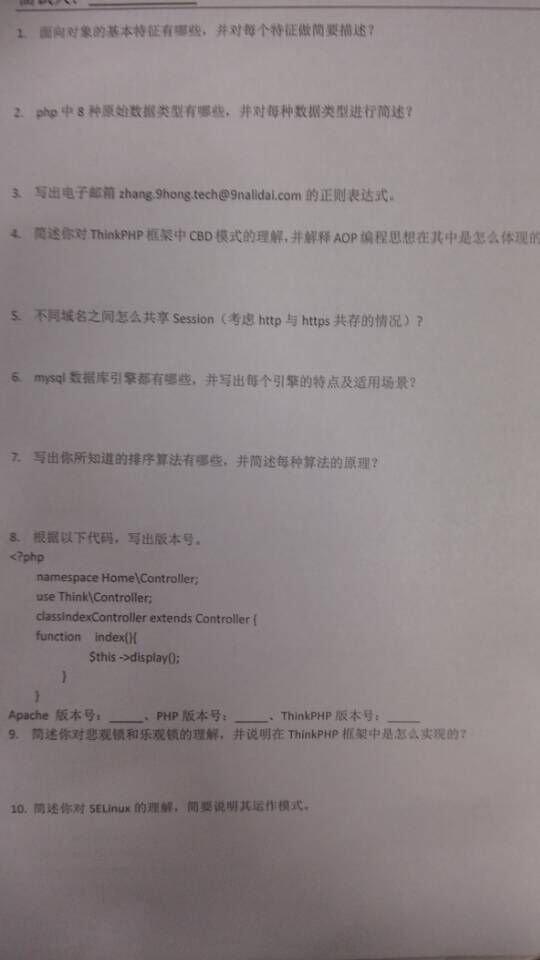 面试人：
1. 面向对象的基本特征有哪些，并对每个特征做简要描述？
2. php 中 8 种原始数据类型有哪些，并对每种数据类型进行简述？
3. 写出电子邮箱 zhang.9hong.tech@9nalidai.com 的正则表达式。
4. 简述你对 ThinkPHP 框架中 CBD 模式的理解，并解释 AOP 编程思想在其中是怎么体现的
5. 不同域名之间怎么共享 Session（考虑 http 与 https 共存的情况）？
6. mysql 数据库引擎都有哪些，并写出每个引擎的特点及适用场景？
7. 写出你所知道的排序算法有哪些，并简述每种算法的原理？
8. 根据以下代码，写出版本号。
<?php
namespace Home\Controller;
use Think\Controller;
classIndexController extends Controller {
function index(){
$this ->display();
}
}
Apache 版本号：_____、PHP 版本号：_____、ThinkPHP 版本号：_____
9. 简述你对悲观锁和乐观锁的理解，并说明在 ThinkPHP 框架中是怎么实现的？
10. 简述你对 SELinux 的理解，简要说明其运作模式。